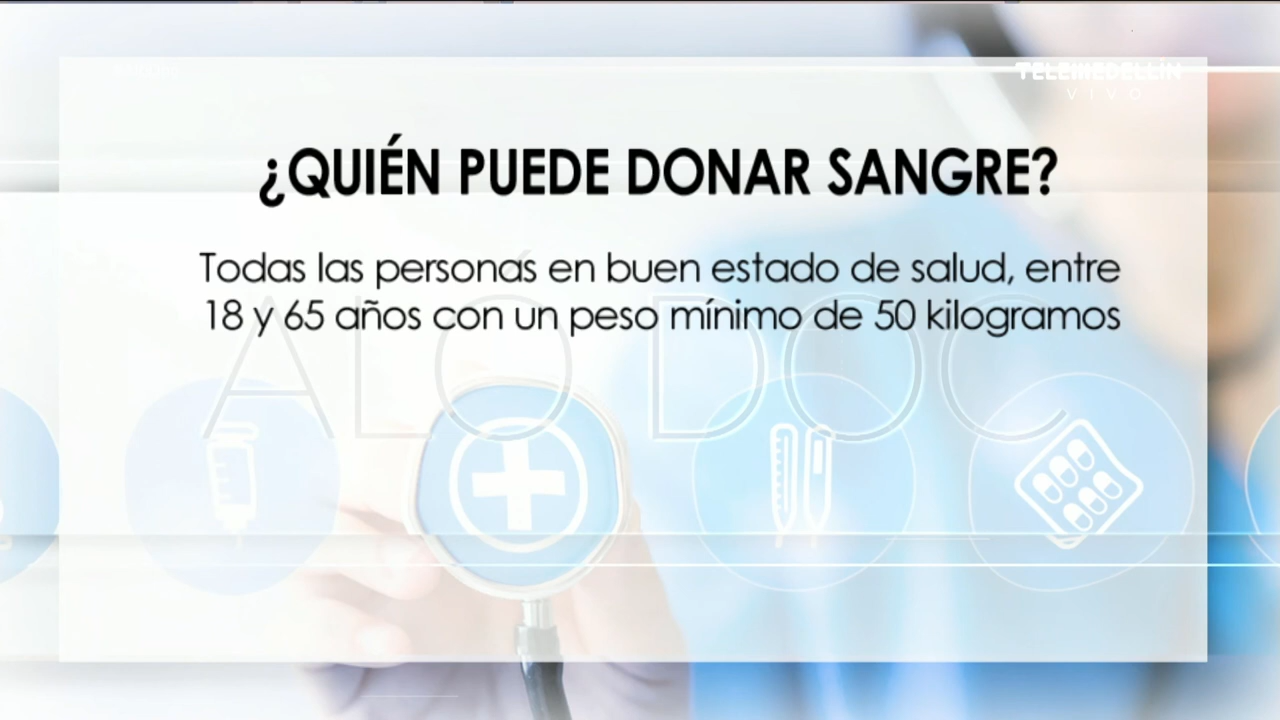 TELEMEDELLÍN
VIVO
¿QUIÉN PUEDE DONAR SANGRE?
Todas las personas en buen estado de salud, entre
18 y 65 años con un peso mínimo de 50 kilogramos
ALÓ DOC